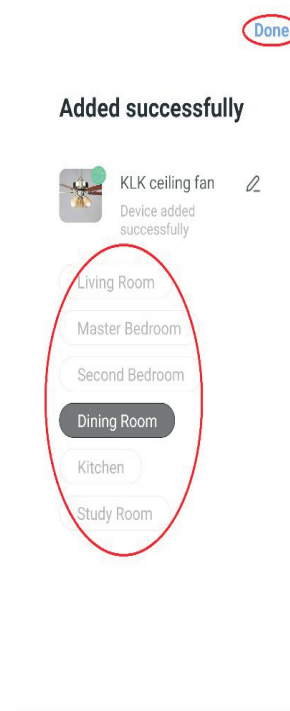 Done
Added successfully
KLK ceiling fan
Device added
successfully
Living Room
Master Bedroom
Second Bedroom
Dining Room
Kitchen
Study Room